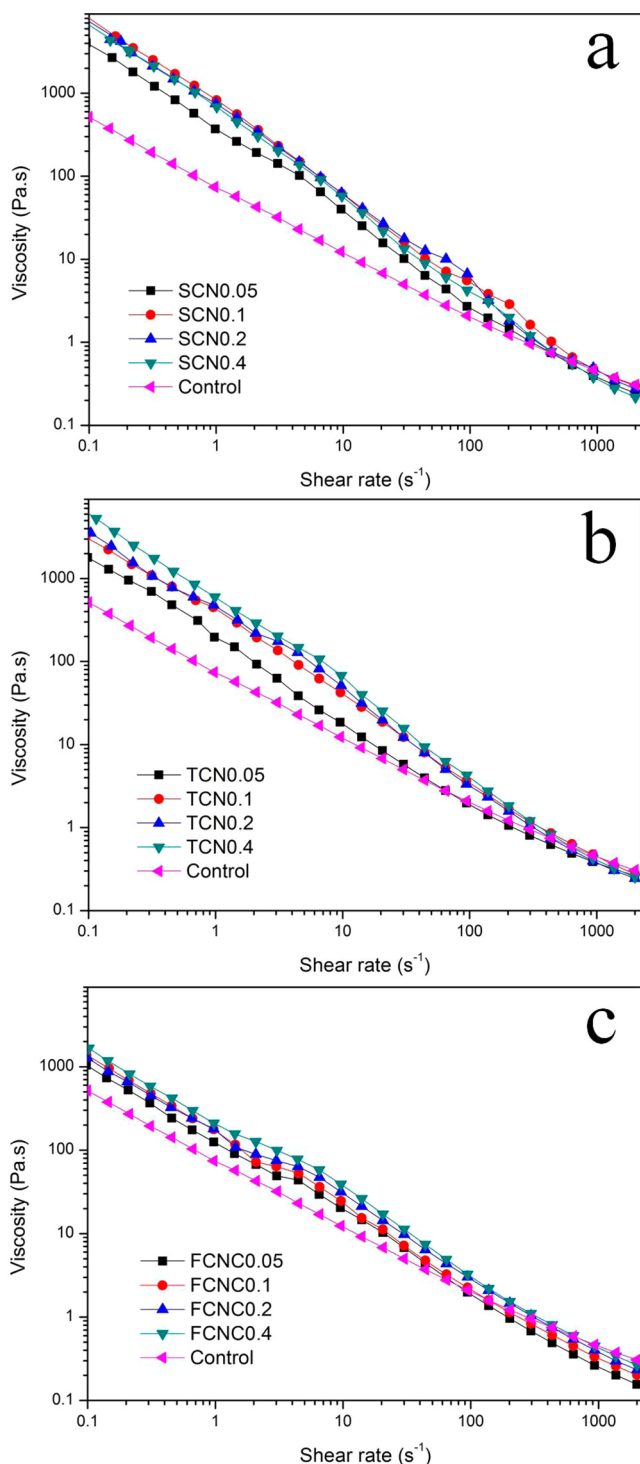 a
1000
100
10
1
0.1
Viscosity (Pa.s)
SCN0.05
SCN0.1
SCN0.2
SCN0.4
Control
0.1 1 10 100 1000
Shear rate (s⁻¹)
b
1000
100
10
1
0.1
Viscosity (Pa.s)
TCN0.05
TCN0.1
TCN0.2
TCN0.4
Control
0.1 1 10 100 1000
Shear rate (s⁻¹)
c
1000
100
10
1
0.1
Viscosity (Pa.s)
FCNC0.05
FCNC0.1
FCNC0.2
FCNC0.4
Control
0.1 1 10 100 1000
Shear rate (s⁻¹)